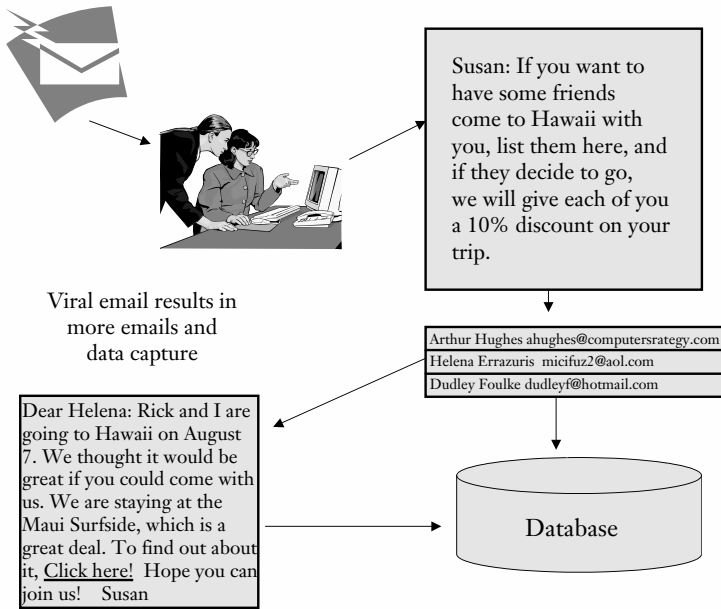 Susan: If you want to
have some friends
come to Hawaii with
you, list them here, and
if they decide to go,
we will give each of you
a 10% discount on your
trip.
Viral email results in
more emails and
data capture
Arthur Hughes ahughes@computersrategy.com
Helena Errazuris micifuz2@aol.com
Dudley Foulke dudleyf@hotmail.com
Dear Helena: Rick and I are
going to Hawaii on August
7. We thought it would be
great if you could come with
us. We are staying at the
Maui Surfside, which is a
great deal. To find out about
it, Click here! Hope you can
join us! Susan
Database